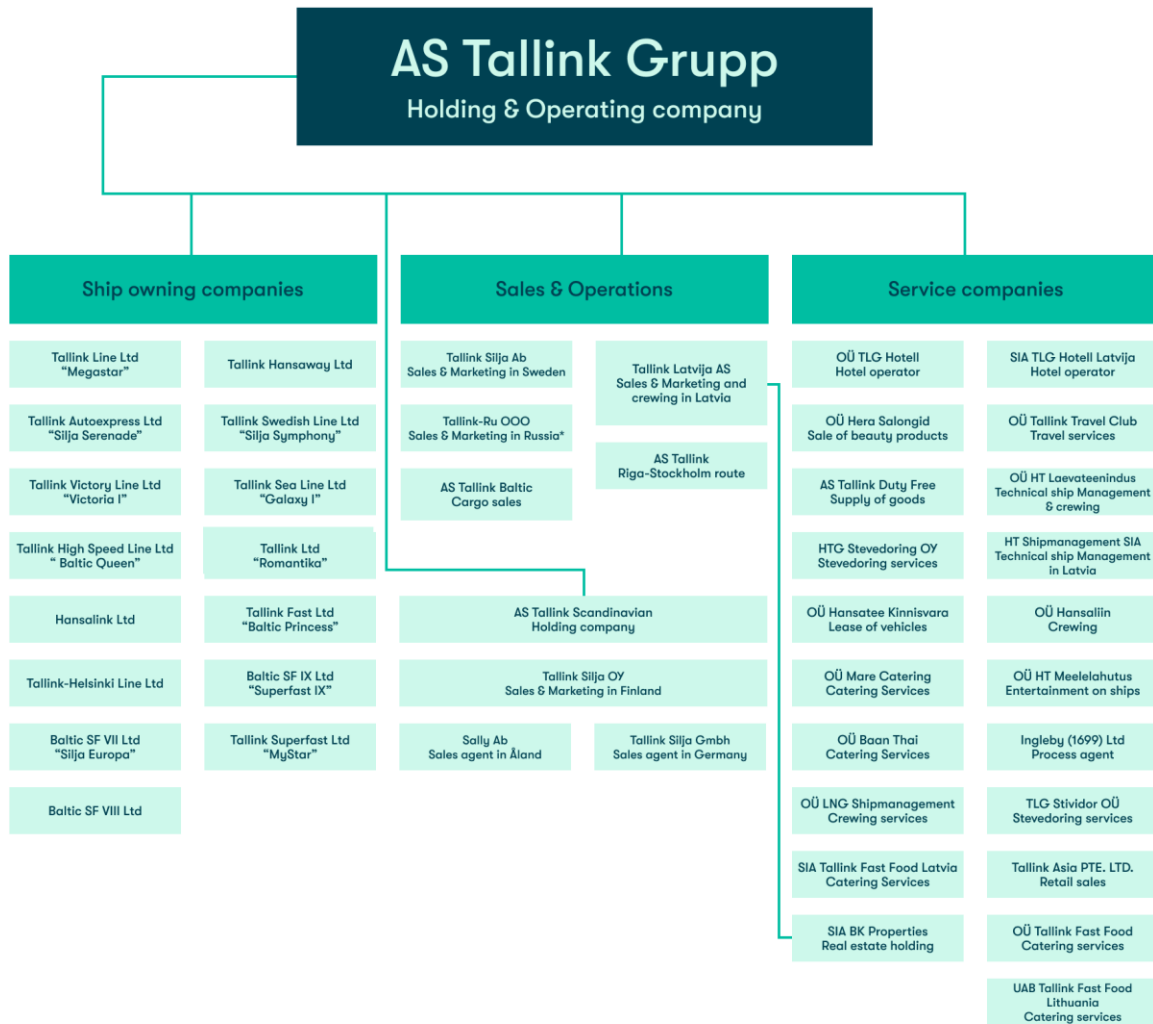 AS Tallink Grupp
Holding & Operating company
Ship owning companies
Tallink Line Ltd
“Megastar”
Tallink Hansaway Ltd
Tallink Autoexpress Ltd
“Silja Serenade”
Tallink Swedish Line Ltd
“Silja Symphony”
Tallink Victory Line Ltd
“Victoria I”
Tallink Sea Line Ltd
“Galaxy I”
Tallink High Speed Line Ltd
“ Baltic Queen”
Tallink Ltd
“Romantika”
Hansalink Ltd
Tallink Fast Ltd
“Baltic Princess”
Tallink-Helsinki Line Ltd
Baltic SF IX Ltd
“Superfast IX”
Baltic SF VII Ltd
“Silja Europa”
Tallink Superfast Ltd
“MyStar”
Baltic SF VIII Ltd
Sales & Operations
Tallink Silja Ab
Sales & Marketing in Sweden
Tallink Latvija AS
Sales & Marketing and
crewing in Latvia
Tallink-Ru OOO
Sales & Marketing in Russia*
AS Tallink
Riga-Stockholm route
AS Tallink Baltic
Cargo sales
AS Tallink Scandinavian
Holding company
Tallink Silja OY
Sales & Marketing in Finland
Sally Ab
Sales agent in Åland
Tallink Silja Gmbh
Sales agent in Germany
Service companies
OÜ TLG Hotell
Hotel operator
SIA TLG Hotell Latvija
Hotel operator
OÜ Hera Salongid
Sale of beauty products
OÜ Tallink Travel Club
Travel services
AS Tallink Duty Free
Supply of goods
OÜ HT Laevateenindus
Technical ship Management
& crewing
HTG Stevedoring OY
Stevedoring services
HT Shipmanagement SIA
Technical ship Management
in Latvia
OÜ Hansatee Kinnisvara
Lease of vehicles
OÜ Hansaliin
Crewing
OÜ Mare Catering
Catering Services
OÜ HT Meelelahutus
Entertainment on ships
OÜ Baan Thai
Catering Services
Ingleby (1699) Ltd
Process agent
OÜ LNG Shipmanagement
Crewing services
TLG Stividor OÜ
Stevedoring services
SIA Tallink Fast Food Latvia
Catering Services
Tallink Asia PTE. LTD.
Retail sales
SIA BK Properties
Real estate holding
OÜ Tallink Fast Food
Catering services
UAB Tallink Fast Food
Lithuania
Catering services